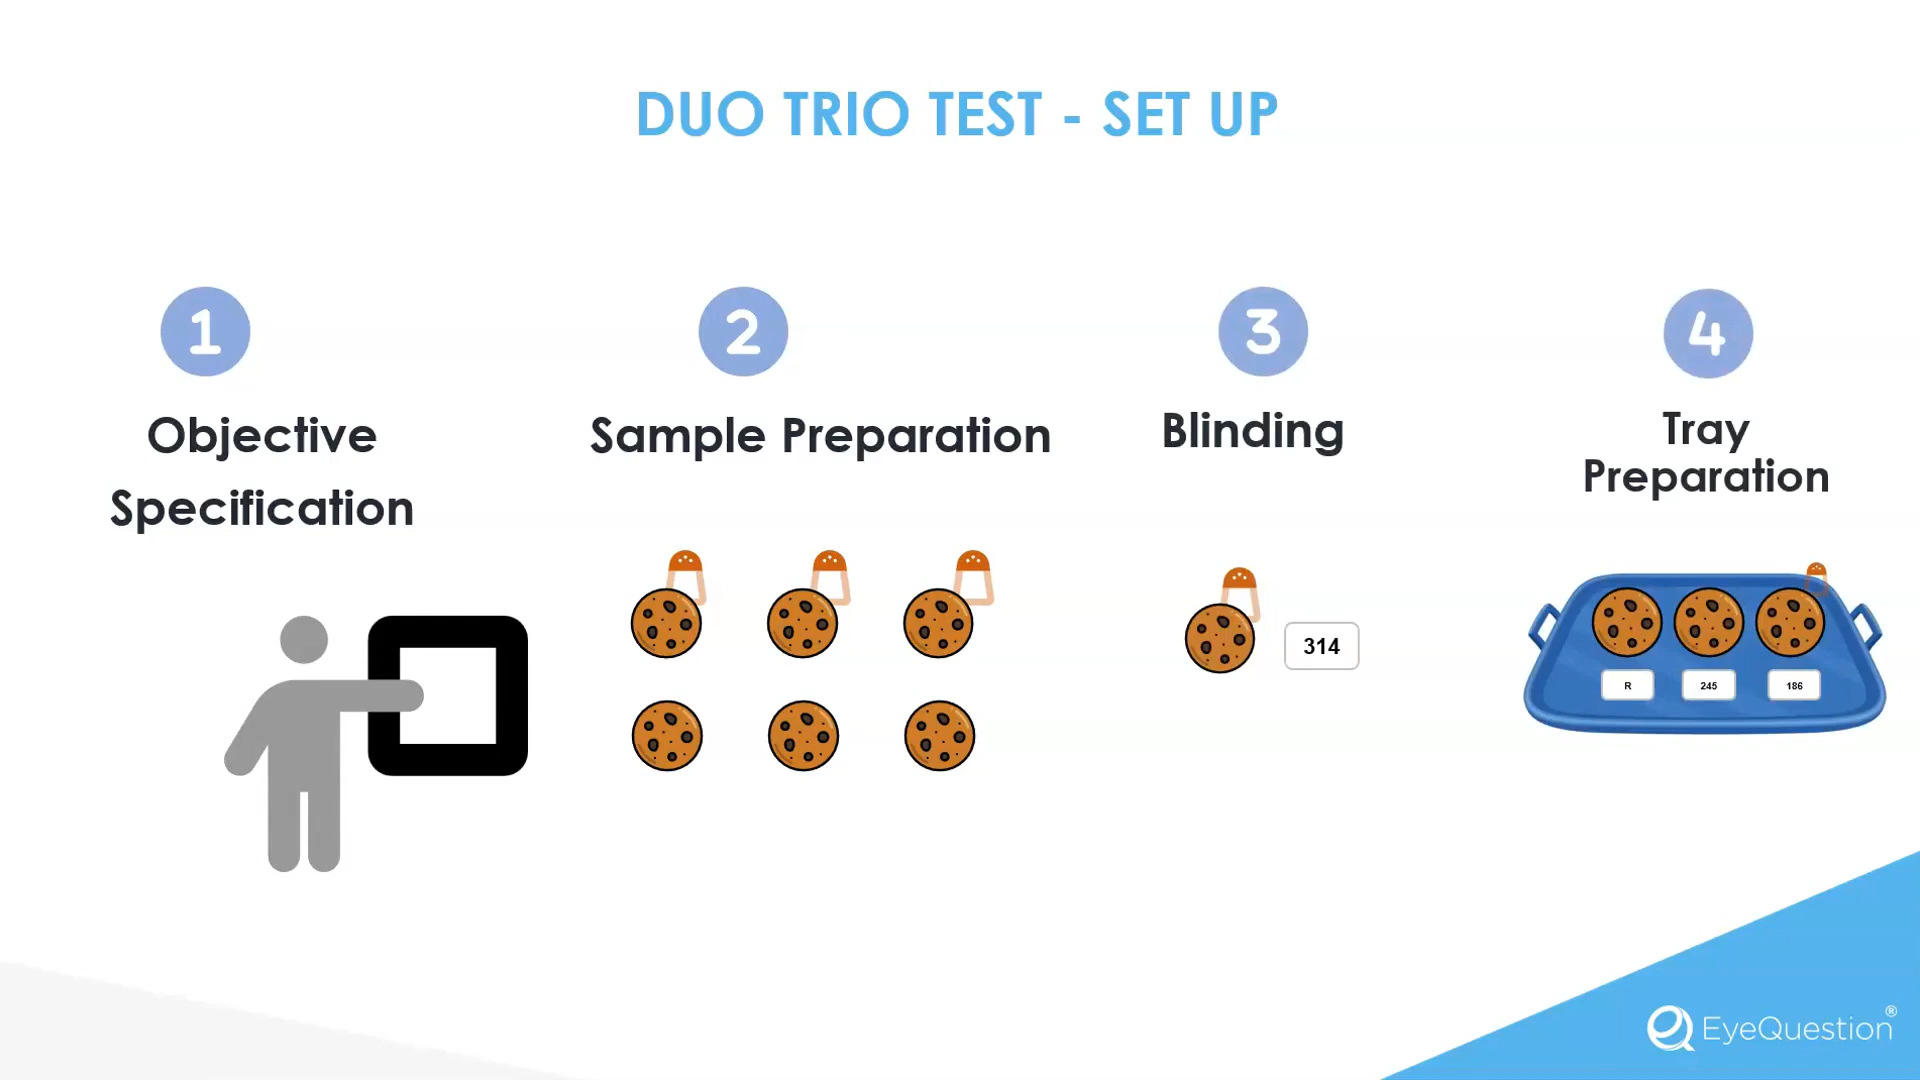 DUO TRIO TEST - SET UP
1
Objective
Specification
2
Sample Preparation
3
Blinding
314
4
Tray
Preparation
R
245
186
EyeQuestion®